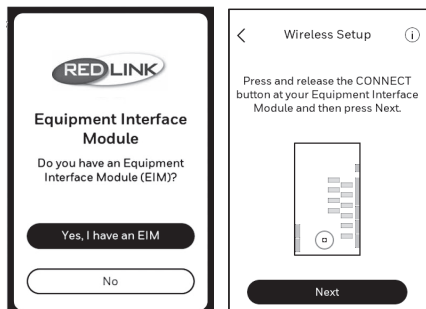 REDLINK
Equipment Interface
Module
Do you have an Equipment
Interface Module (EIM)?
Yes, I have an EIM
No
Wireless Setup
i
Press and release the CONNECT
button at your Equipment Interface
Module and then press Next.
Next